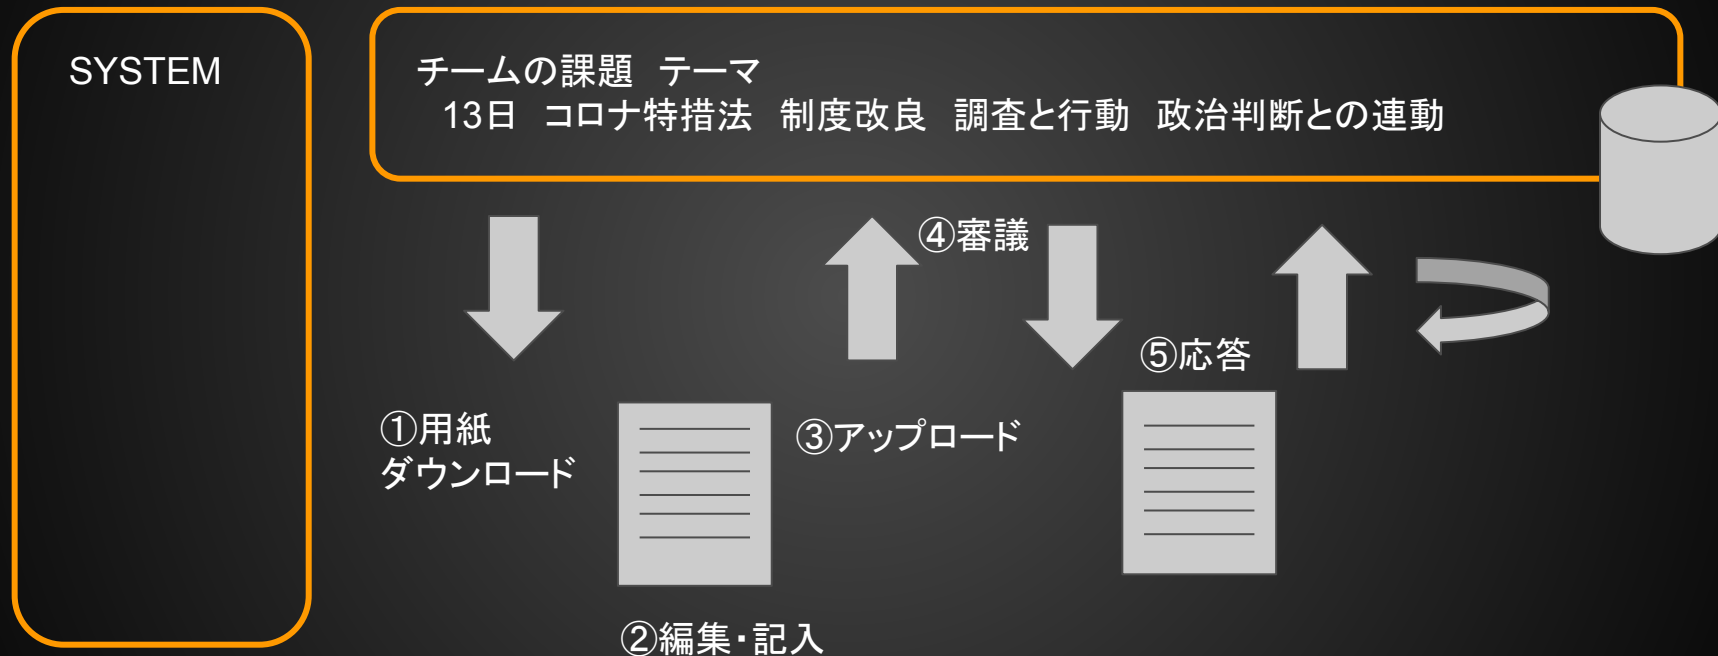 SYSTEM
チームの課題　テーマ
13日　コロナ特措法　制度改良　調査と行動　政治判断との連動
④審議
⑤応答
①用紙
ダウンロード
③アップロード
②編集・記入